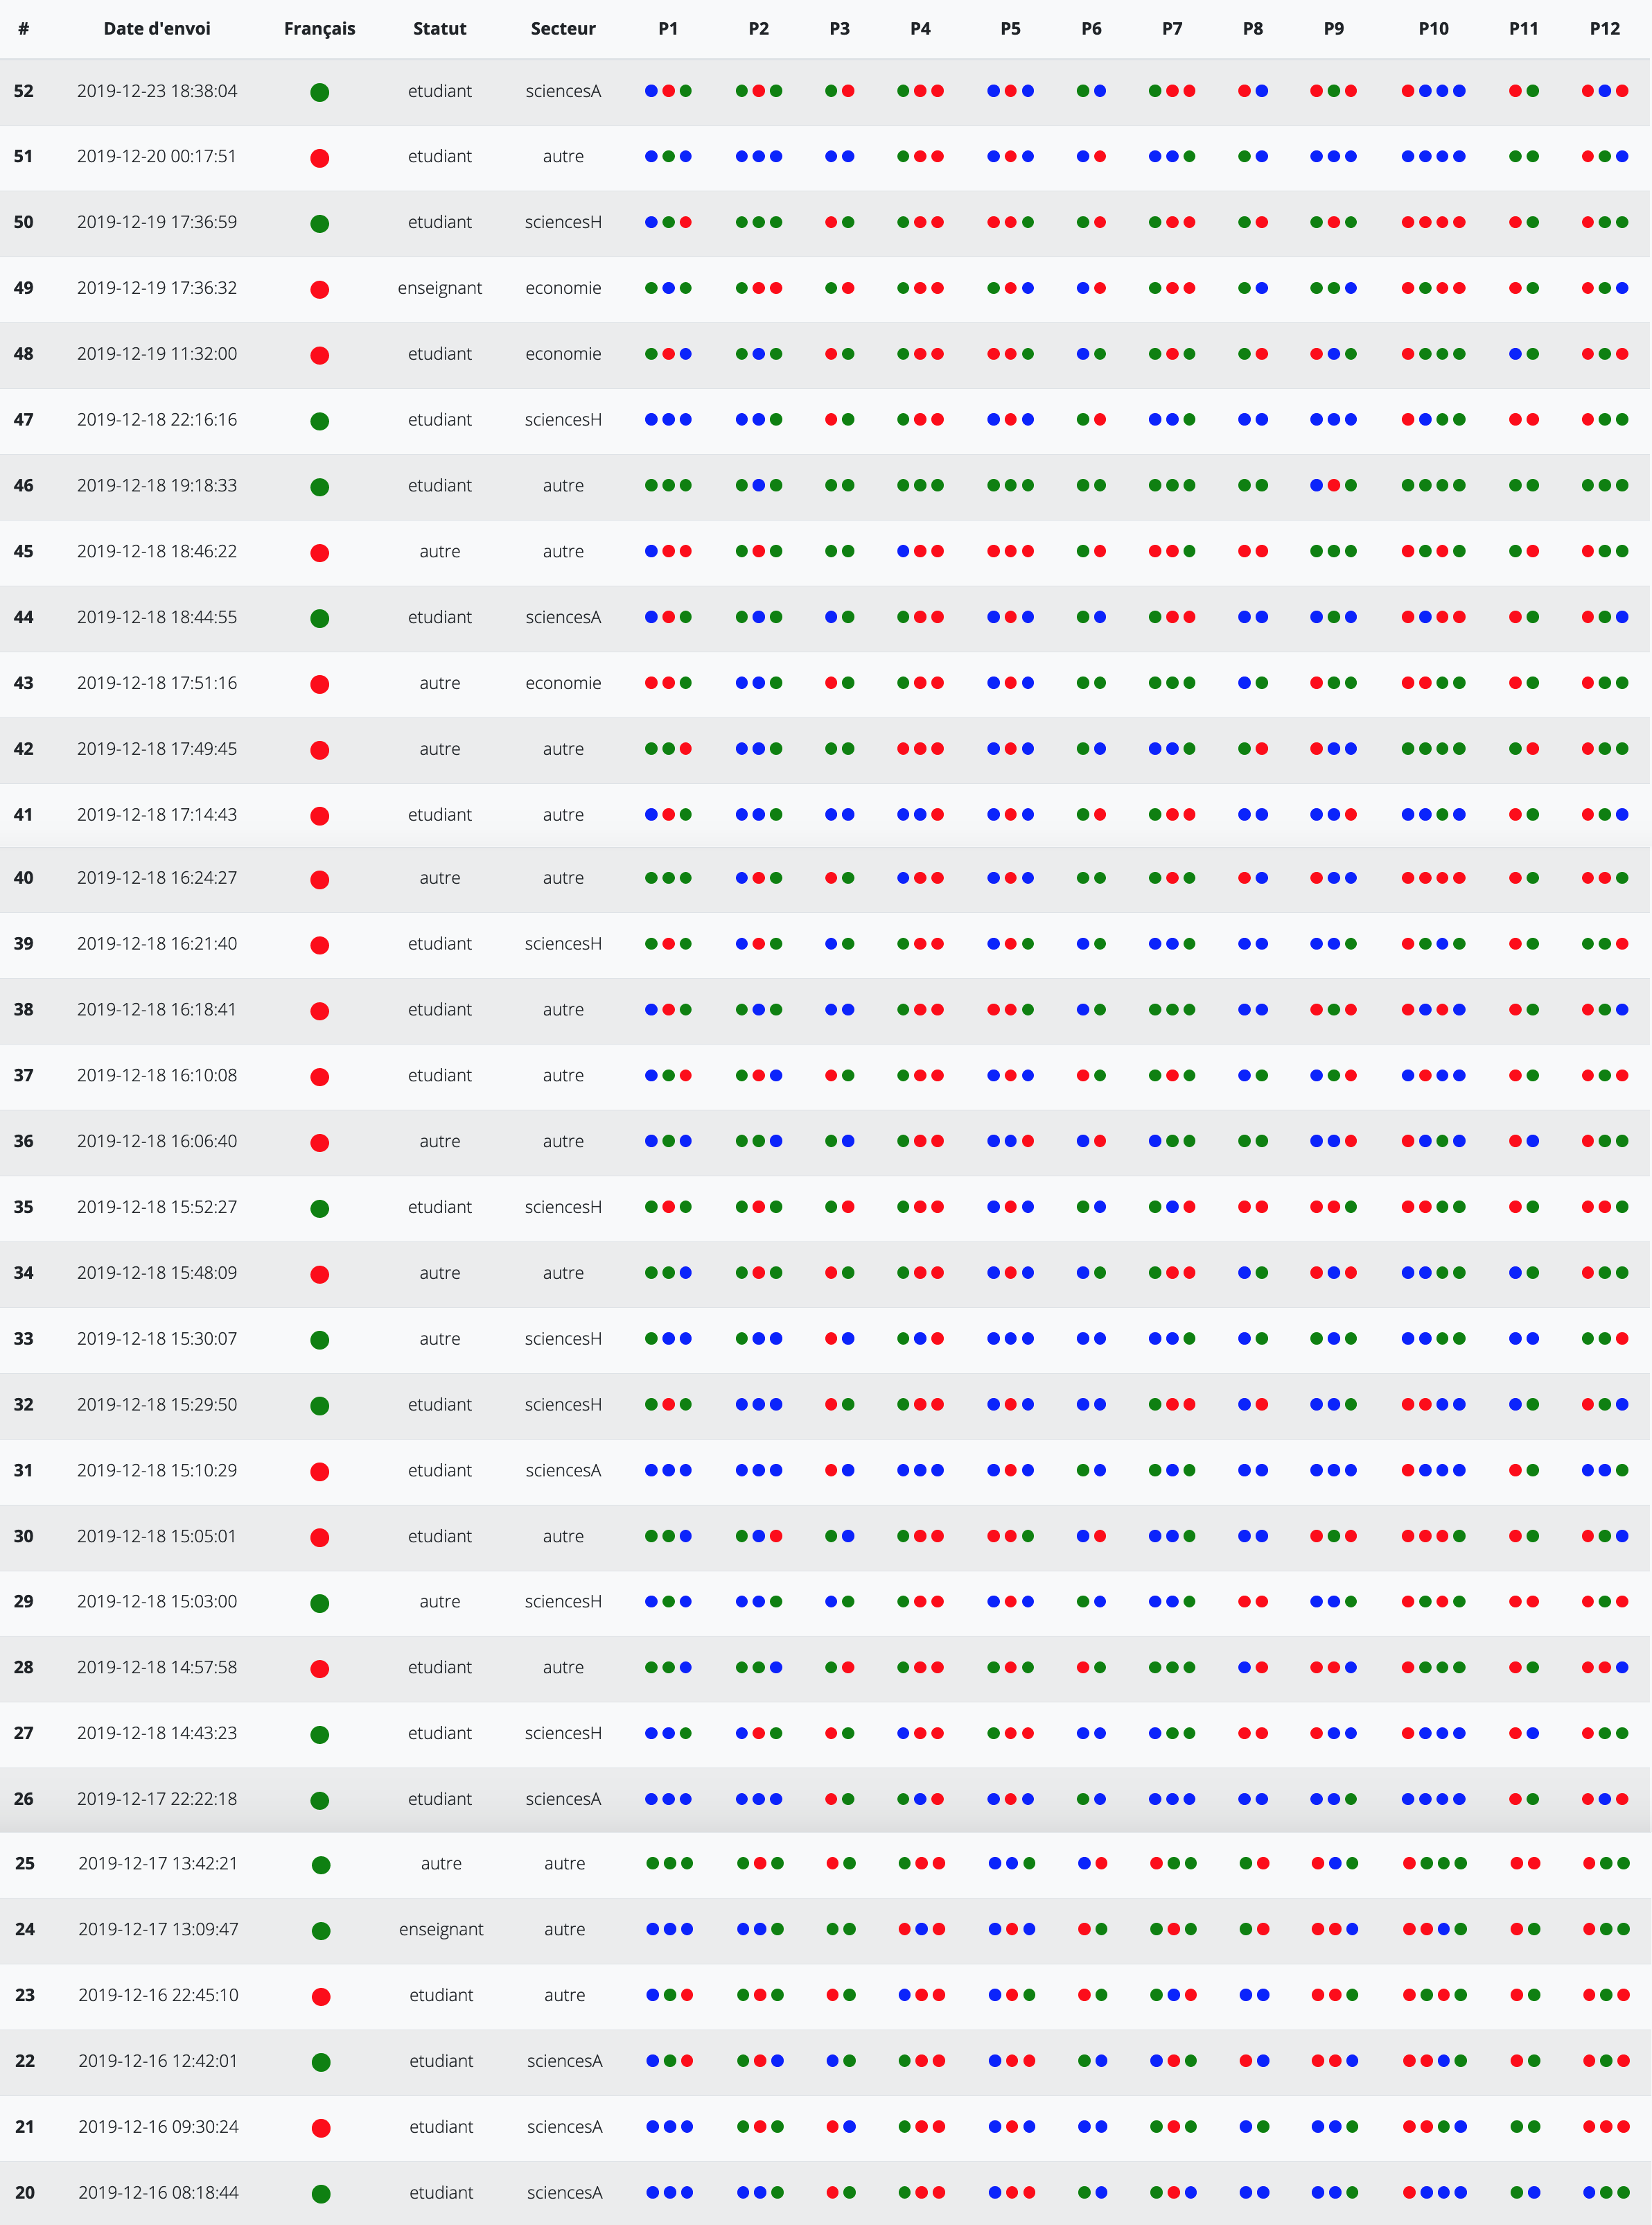 # Date d'envoi Français Statut Secteur P1 P2 P3 P4 P5 P6 P7 P8 P9 P10 P11 P12
52 2019-12-23 18:38:04 etudiant sciencesA
51 2019-12-20 00:17:51 etudiant autre
50 2019-12-19 17:36:59 etudiant sciencesH
49 2019-12-19 17:36:32 enseignant economie
48 2019-12-19 11:32:00 etudiant economie
47 2019-12-18 22:16:16 etudiant sciencesH
46 2019-12-18 19:18:33 etudiant autre
45 2019-12-18 18:46:22 autre autre
44 2019-12-18 18:44:55 etudiant sciencesA
43 2019-12-18 17:51:16 autre economie
42 2019-12-18 17:49:45 autre autre
41 2019-12-18 17:14:43 etudiant autre
40 2019-12-18 16:24:27 autre autre
39 2019-12-18 16:21:40 etudiant sciencesH
38 2019-12-18 16:18:41 etudiant autre
37 2019-12-18 16:10:08 etudiant autre
36 2019-12-18 16:06:40 autre autre
35 2019-12-18 15:52:27 etudiant sciencesH
34 2019-12-18 15:48:09 autre autre
33 2019-12-18 15:30:07 autre sciencesH
32 2019-12-18 15:29:50 etudiant sciencesH
31 2019-12-18 15:10:29 etudiant sciencesA
30 2019-12-18 15:05:01 etudiant autre
29 2019-12-18 15:03:00 autre sciencesH
28 2019-12-18 14:57:58 etudiant autre
27 2019-12-18 14:43:23 etudiant sciencesH
26 2019-12-17 22:22:18 etudiant sciencesA
25 2019-12-17 13:42:21 autre autre
24 2019-12-17 13:09:47 enseignant autre
23 2019-12-16 22:45:10 etudiant autre
22 2019-12-16 12:42:01 etudiant sciencesA
21 2019-12-16 09:30:24 etudiant sciencesA
20 2019-12-16 08:18:44 etudiant sciencesA